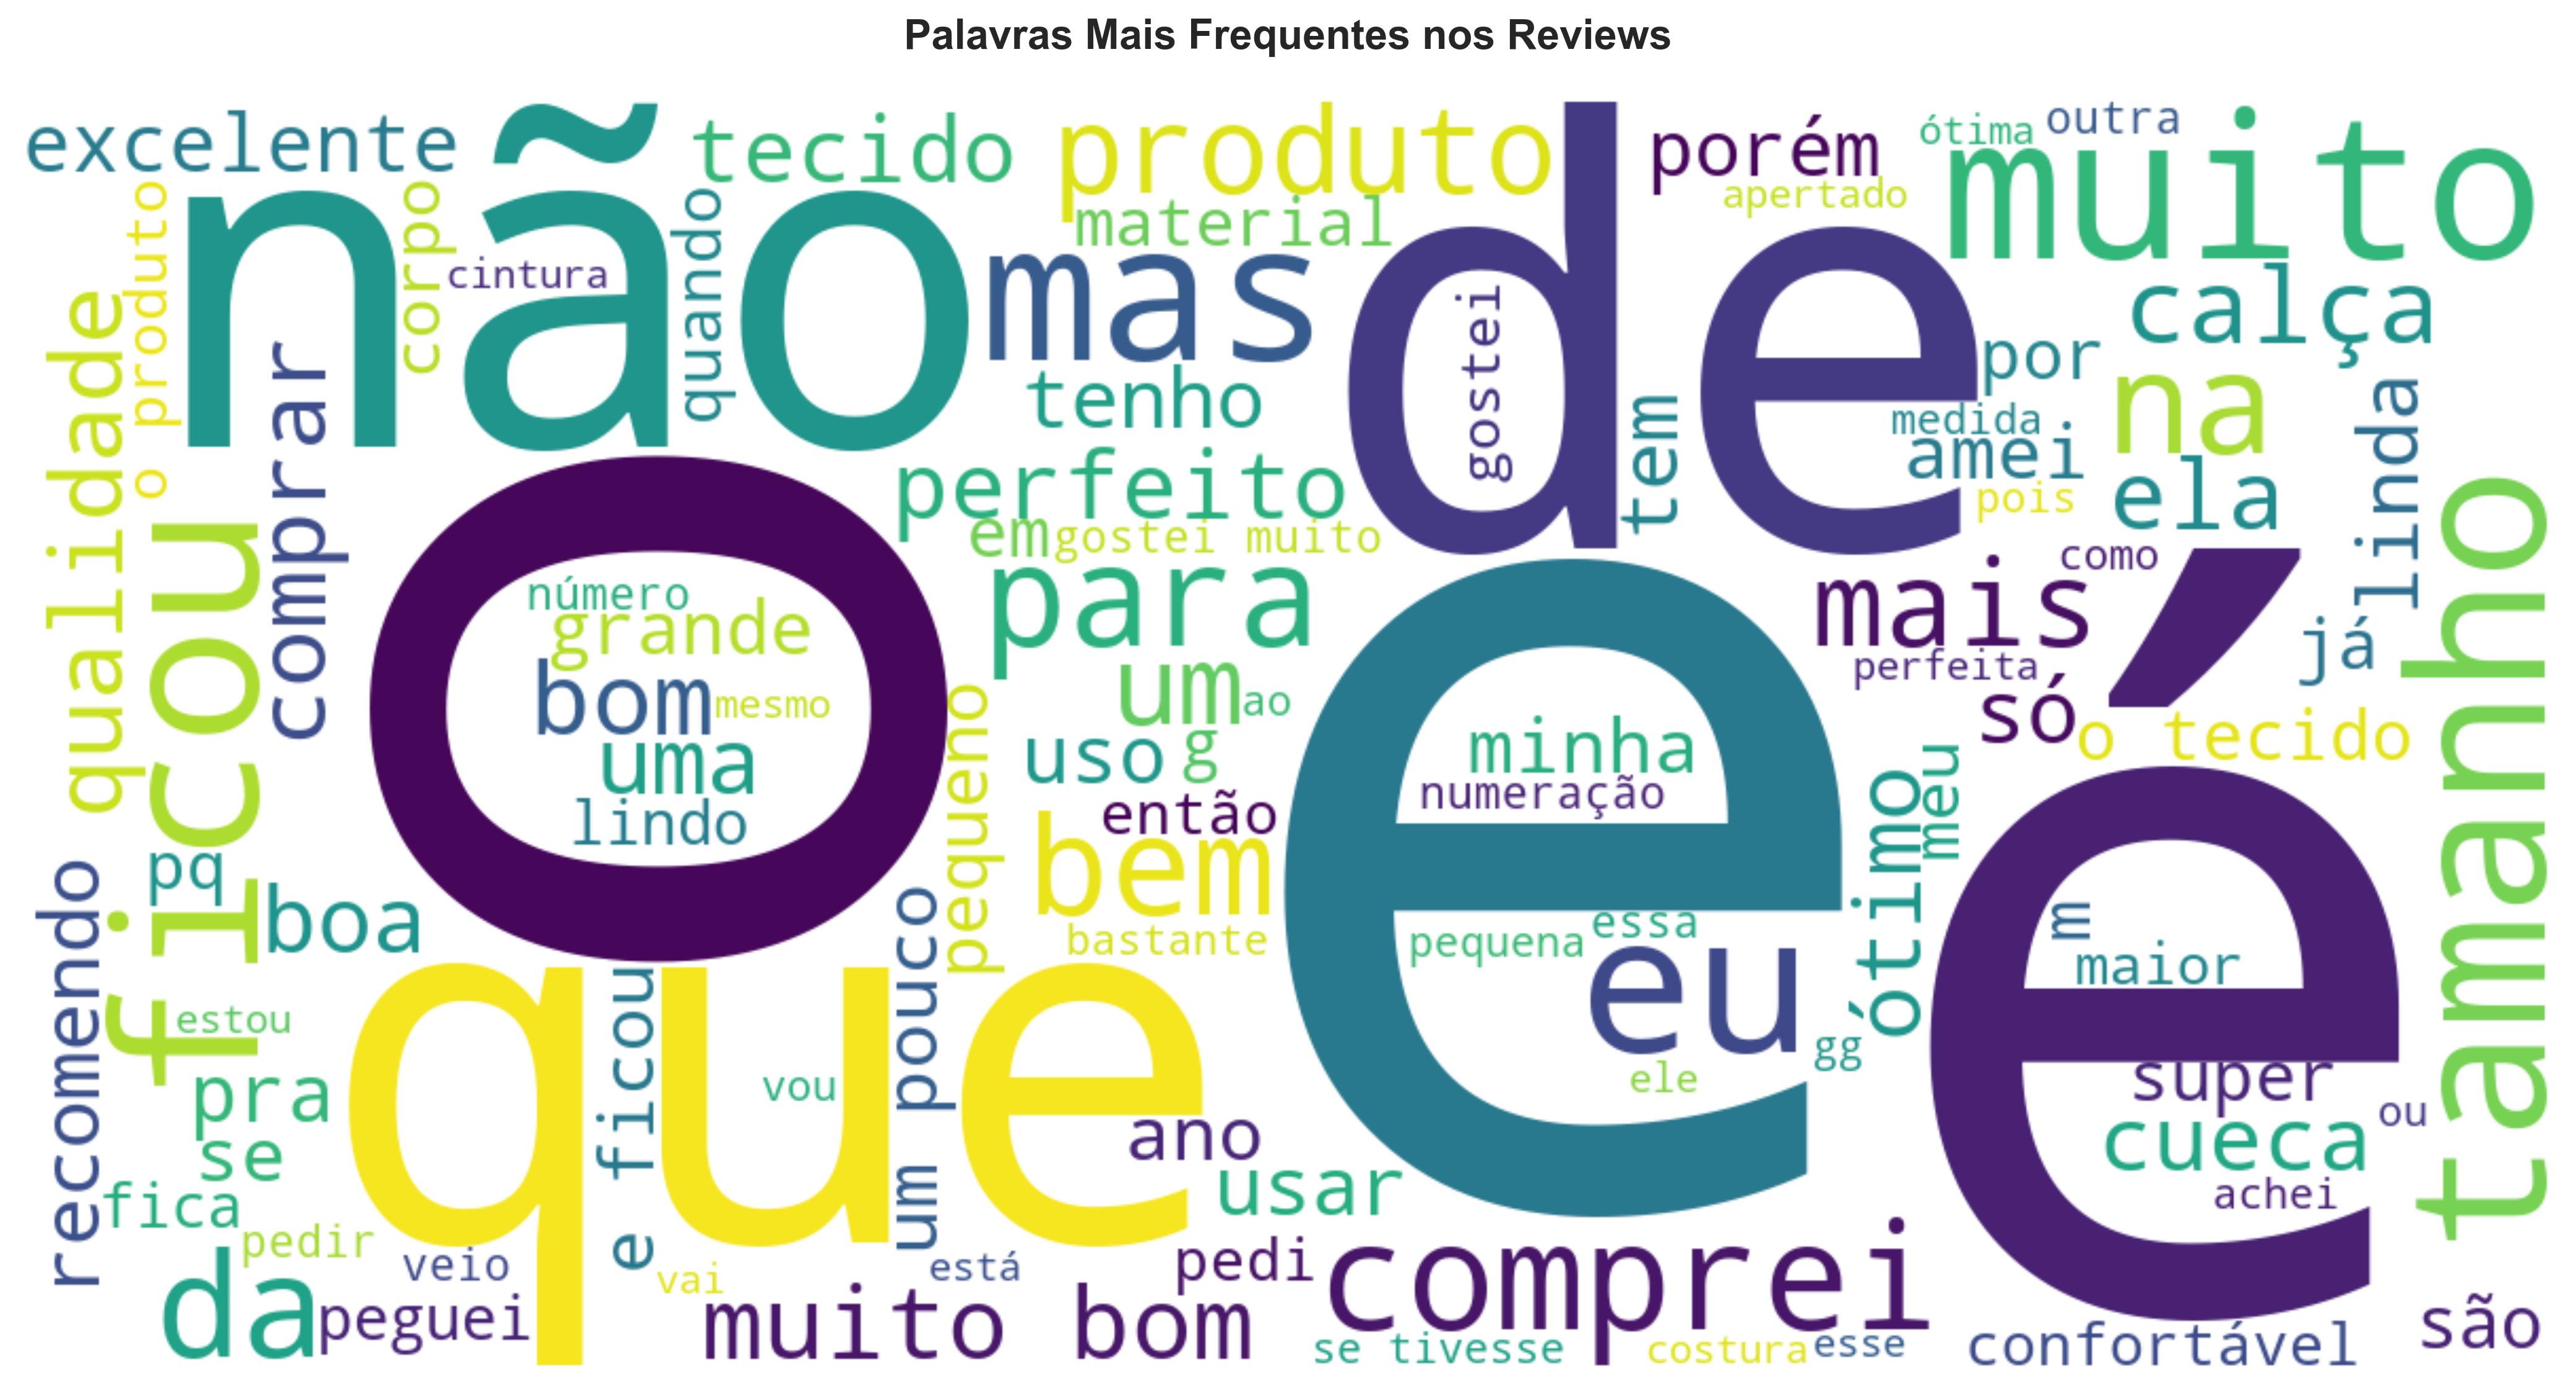 Palavras Mais Frequentes nos Reviews
excelente
não
tecido
produto
de
porém
ótima
outra
muito
apertado
o produto
corpo
cintura
quando
material
mas
gostei
calça
por
qualidade
comprar
tenho
tem
medida
na
linda
amei
perfeito
em
gostei muito
pois
ela
ficou
o
número
grande
bom
mesmo
uma
lindo
para
um
ao
mais
como
é
perfeita
já
só
o tecido
tamanho
pequeno
uso
g
então
bem
bastante
e
minha
numeração
pequena
essa
eu
ele
gg
ótimo
meu
m
maior
recomendo
pq
boa
estou
pra
se
fica
pedir
que
e ficou
vou
um pouco
ano
usar
super
cueca
ou
achei
da
peguei
veio
vai
está
muito bom
pedi
comprei
se tivesse
costura
esse
confortável
são